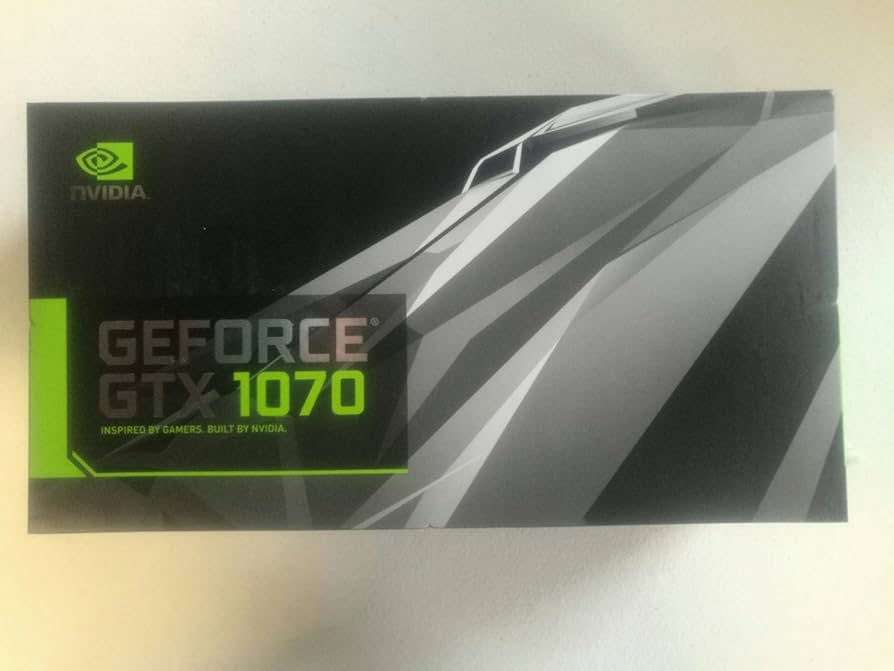 NVIDIA.
GEFORCE®
GTX 1070
INSPIRED BY GAMERS. BUILT BY NVIDIA.